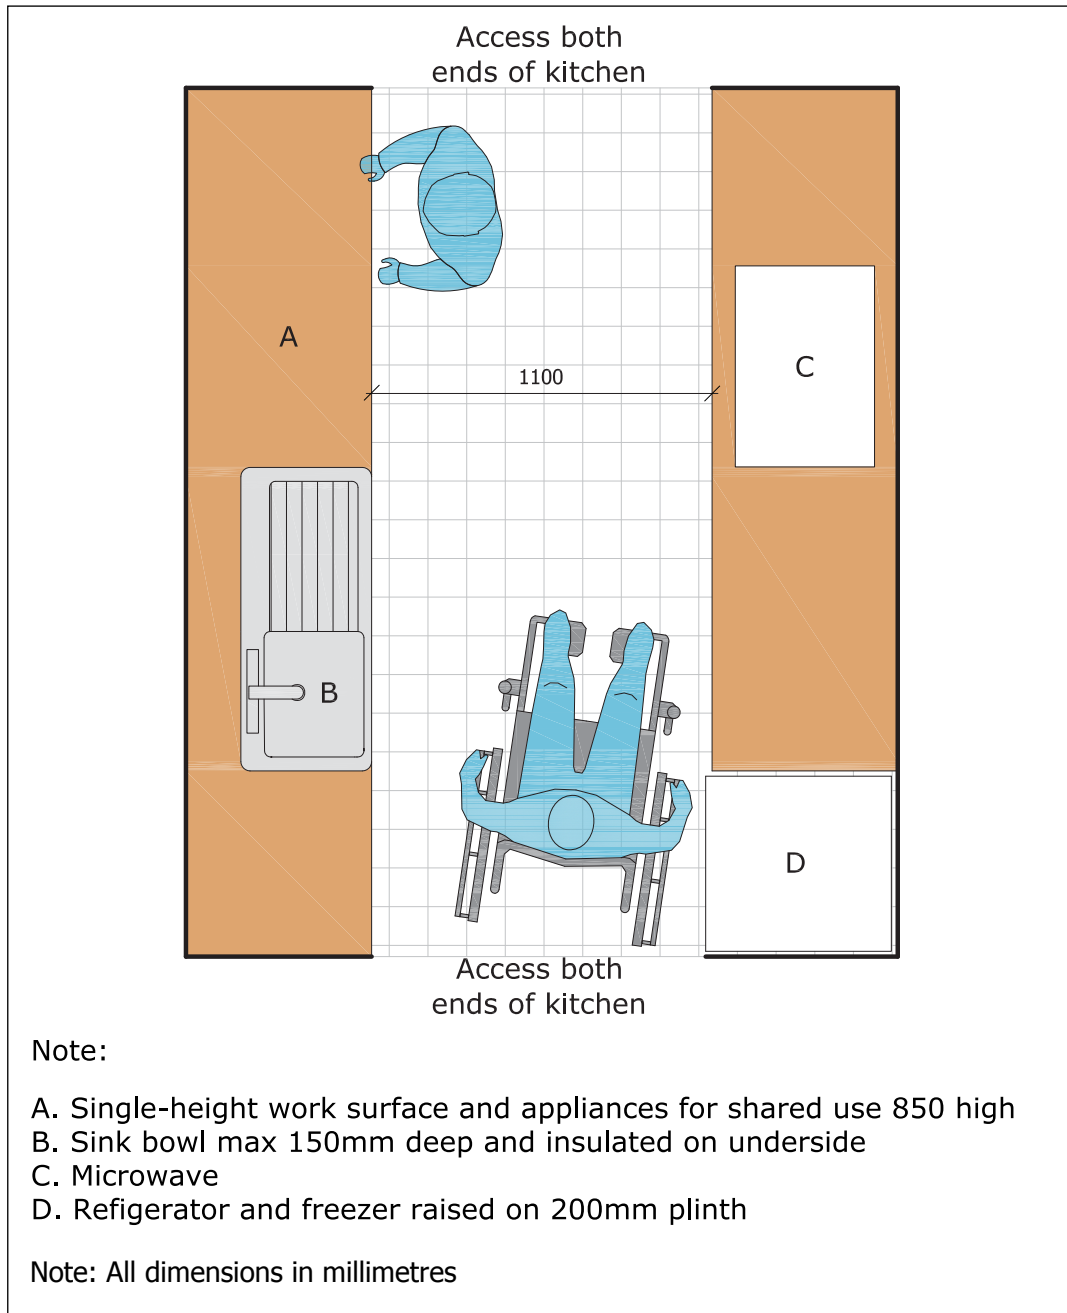 Access both
ends of kitchen
A
1100
C
B
D
Access both
ends of kitchen
Note:
A. Single-height work surface and appliances for shared use 850 high
B. Sink bowl max 150mm deep and insulated on underside
C. Microwave
D. Refigerator and freezer raised on 200mm plinth
Note: All dimensions in millimetres